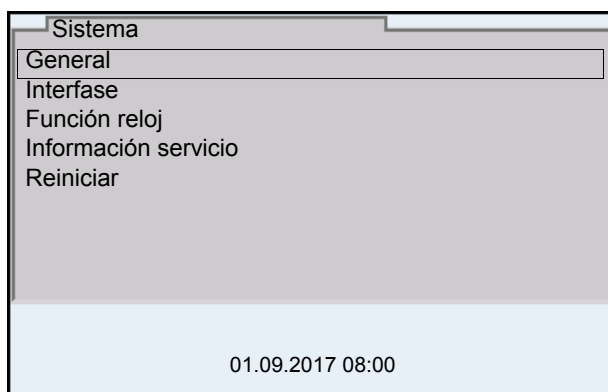 Sistema
General
Interfase
Función reloj
Información servicio
Reiniciar
01.09.2017 08:00